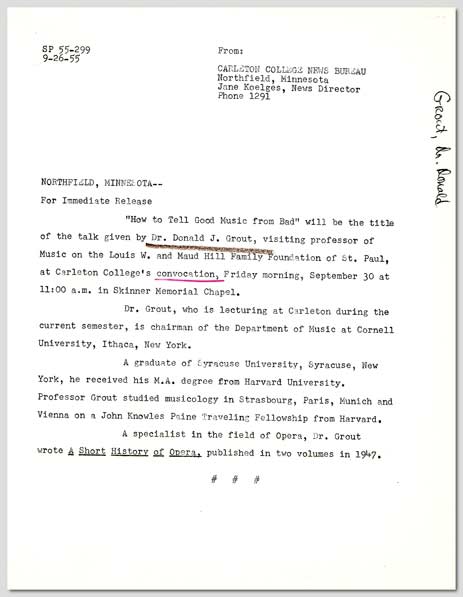 SP 55-299
9-26-55
From:
CARLETON COLLEGE NEWS BUREAU
Northfield, Minnesota
Jane Koelges, News Director
Phone 1291
Grout, Dr. Donald
NORTHFIELD, MINNESOTA--
For Immediate Release
"How to Tell Good Music from Bad" will be the title
of the talk given by Dr. Donald J. Grout, visiting professor of
Music on the Louis W. and Maud Hill Family Foundation of St. Paul,
at Carleton College's convocation, Friday morning, September 30 at
11:00 a.m. in Skinner Memorial Chapel.
Dr. Grout, who is lecturing at Carleton during the
current semester, is chairman of the Department of Music at Cornell
University, Ithaca, New York.
A graduate of Syracuse University, Syracuse, New
York, he received his M.A. degree from Harvard University.
Professor Grout studied musicology in Strasbourg, Paris, Munich and
Vienna on a John Knowles Paine Traveling Fellowship from Harvard.
A specialist in the field of Opera, Dr. Grout
wrote A Short History of Opera, published in two volumes in 1947.
# # #